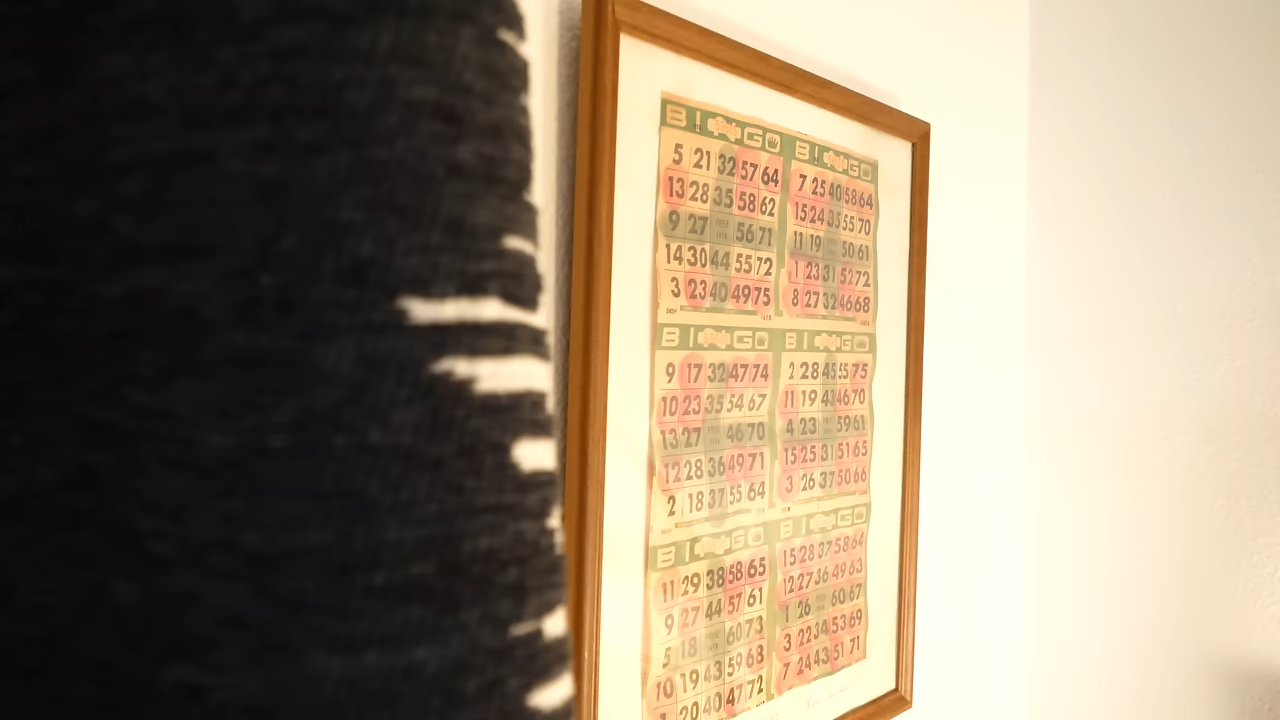 BINGO BINGO
5 21 32 57 64
13 28 35 58 62
9 27 FREE 56 71
14 30 44 55 72
3 23 40 49 75
7 25 40 58 64
15 24 35 55 70
11 19 50 61
1 23 31 52 72
8 27 32 46 68
BINGO BINGO
9 17 32 47 74
10 23 35 54 67
13 27 FREE 46 70
12 28 36 49 71
2 18 37 55 64
2 28 45 55 75
11 19 43 46 70
4 23 59 61
15 25 31 51 65
3 26 37 50 66
BINGO BINGO
11 29 38 58 65
9 27 44 57 61
5 18 FREE 60 73
10 19 43 59 68
1 20 40 47 72
15 28 37 58 64
12 27 36 49 63
1 26 60 67
3 22 34 53 69
7 24 43 51 71